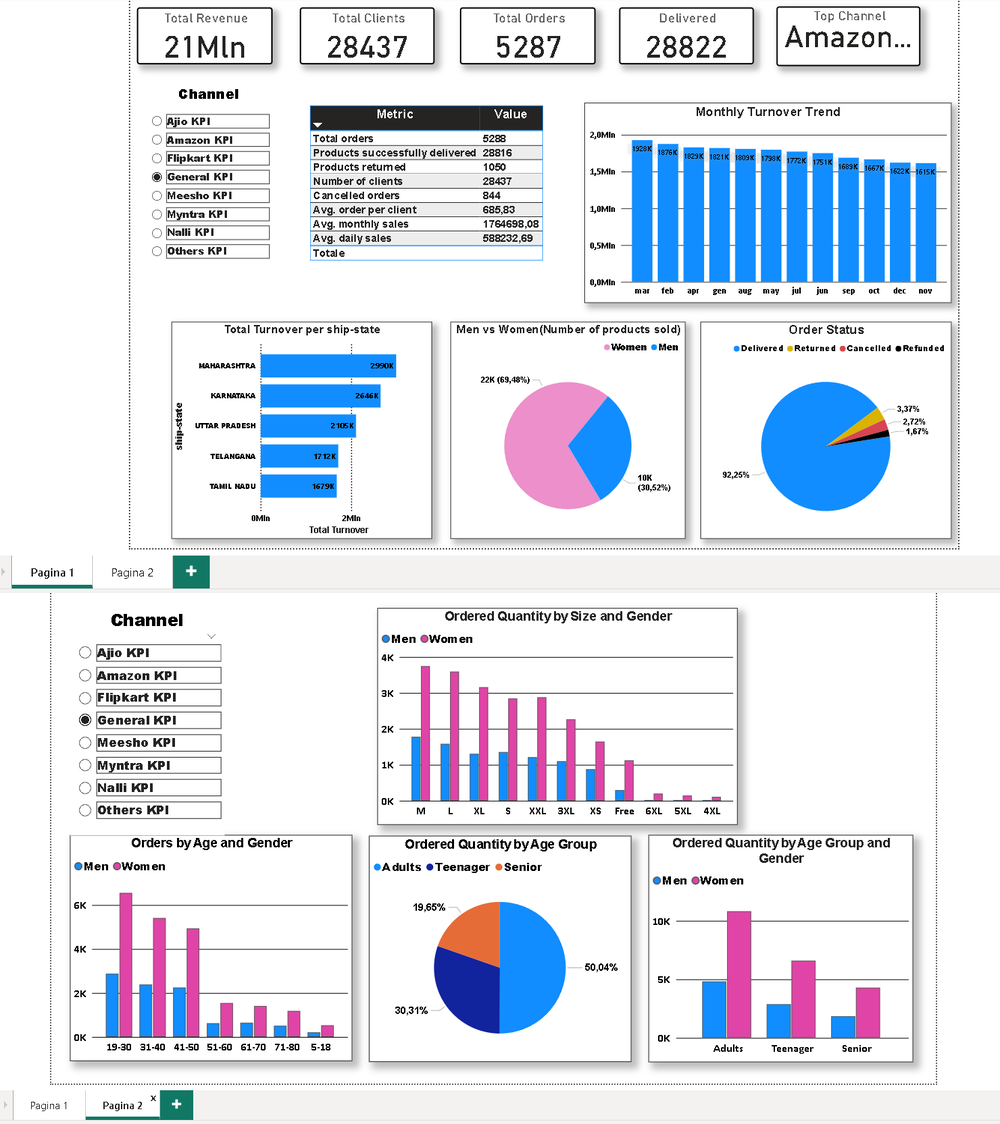 Total Revenue
21Mln
Total Clients
28437
Total Orders
5287
Delivered
28822
Top Channel
Amazon...
Channel
Ajio KPI
Amazon KPI
Flipkart KPI
General KPI
Meesho KPI
Myntra KPI
Nalli KPI
Others KPI
Metric Value
Total orders 5288
Products successfully delivered 28816
Products returned 1050
Number of clients 28437
Cancelled orders 844
Avg. order per client 685,83
Avg. monthly sales 1764698,08
Avg. daily sales 588232,69
Totale
Monthly Turnover Trend
2,0Mln
1,5Mln
1,0Mln
0,5Mln
0,0Mln
1928K 1876K 1829K 1821K 1809K 1798K 1772K 1751K 1689K 1667K 1622K 1615K
mar feb apr gen aug may jul jun sep oct dec nov
Total Turnover per ship-state
ship-state
MAHARASHTRA 2990K
KARNATAKA 2646K
UTTAR PRADESH 2105K
TELANGANA 1712K
TAMIL NADU 1679K
0Mln 2Mln
Total Turnover
Men vs Women(Number of products sold)
Women Men
22K (69,48%)
10K
(30,52%)
Order Status
Delivered Returned Cancelled Refunded
3,37%
2,72%
1,67%
92,25%
Pagina 1 Pagina 2 +
Channel
Ajio KPI
Amazon KPI
Flipkart KPI
General KPI
Meesho KPI
Myntra KPI
Nalli KPI
Others KPI
Ordered Quantity by Size and Gender
Men Women
4K
3K
2K
1K
0K
M L XL S XXL 3XL XS Free 6XL 5XL 4XL
Orders by Age and Gender
Men Women
6K
4K
2K
0K
19-30 31-40 41-50 51-60 61-70 71-80 5-18
Ordered Quantity by Age Group
Adults Teenager Senior
19,65%
50,04%
30,31%
Ordered Quantity by Age Group and
Gender
Men Women
10K
5K
0K
Adults Teenager Senior
Pagina 1 Pagina 2 x +